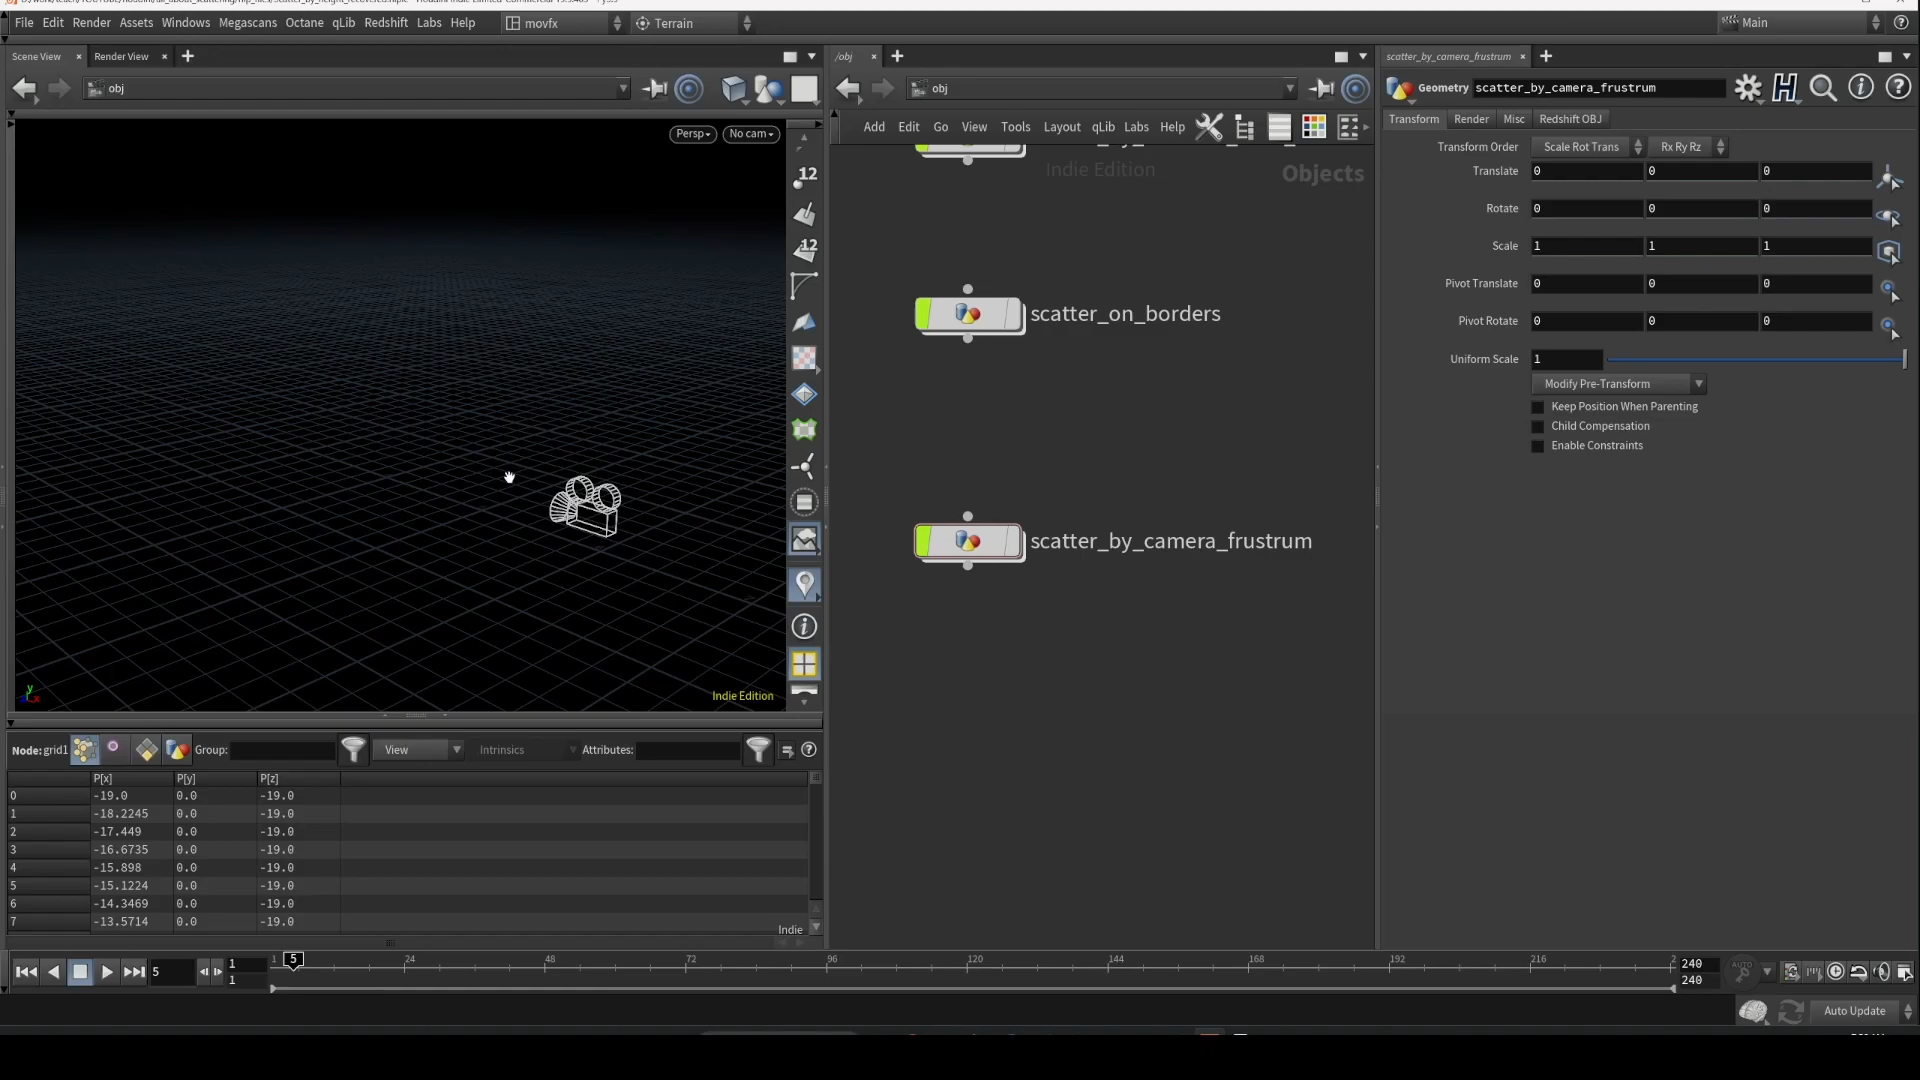 File Edit Render Assets Windows Megascans Octane qLib Redshift Labs Help movfx Terrain Main
Scene View Render View
obj
Persp No cam
12
12
Indie Edition
/obj
obj
Add Edit Go View Tools Layout qLib Labs Help
Indie Edition Objects
scatter_on_borders
scatter_by_camera_frustrum
scatter_by_camera_frustrum
Geometry scatter_by_camera_frustrum
Transform Render Misc Redshift OBJ
Transform Order Scale Rot Trans Rx Ry Rz
Translate 0 0 0
Rotate 0 0 0
Scale 1 1 1
Pivot Translate 0 0 0
Pivot Rotate 0 0 0
Uniform Scale 1
Modify Pre-Transform
Keep Position When Parenting
Child Compensation
Enable Constraints
Node: grid1 Group: View Intrinsics Attributes:
P[x] P[y] P[z]
0 -19.0 0.0 -19.0
1 -18.2245 0.0 -19.0
2 -17.449 0.0 -19.0
3 -16.6735 0.0 -19.0
4 -15.898 0.0 -19.0
5 -15.1224 0.0 -19.0
6 -14.3469 0.0 -19.0
7 -13.5714 0.0 -19.0
Indie
5 1 1 5 24 48 72 96 120 144 168 192 216 2 240
1 240
AUTO
Auto Update